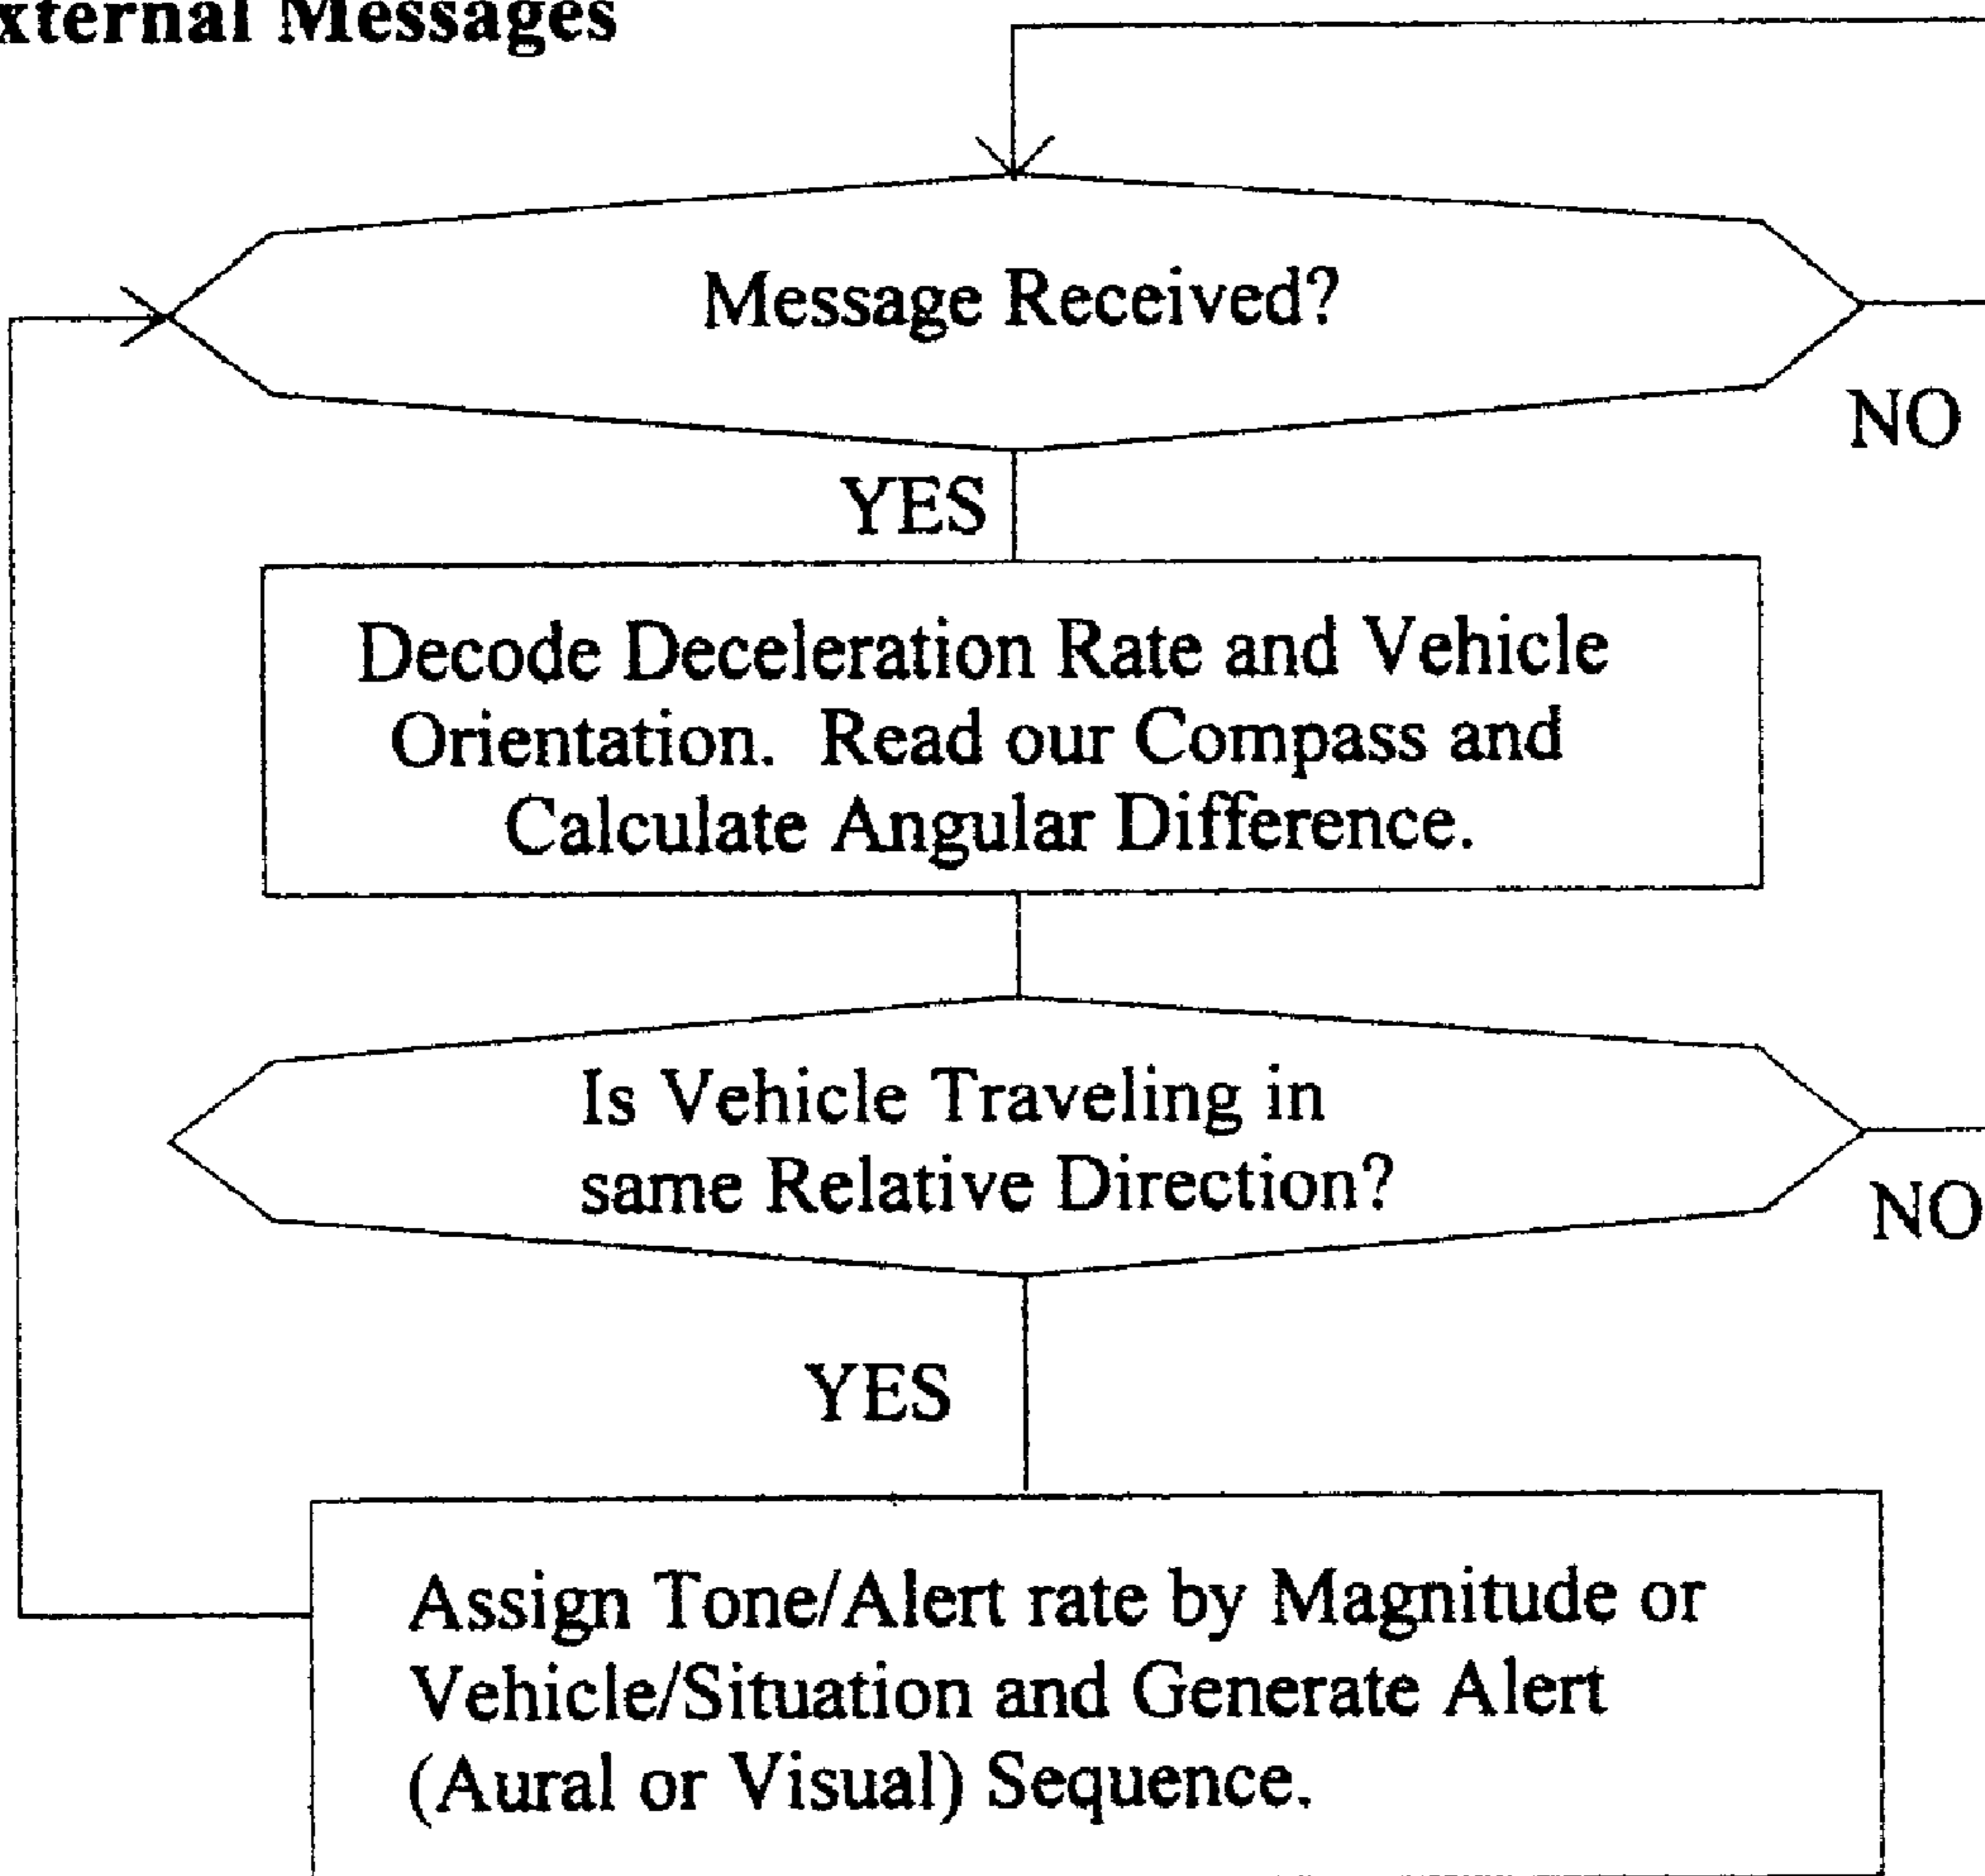 xternal Messages
Message Received?
NO
YES
Decode Deceleration Rate and Vehicle
Orientation. Read our Compass and
Calculate Angular Difference.
Is Vehicle Traveling in
same Relative Direction?
NO
YES
Assign Tone/Alert rate by Magnitude or
Vehicle/Situation and Generate Alert
(Aural or Visual) Sequence.